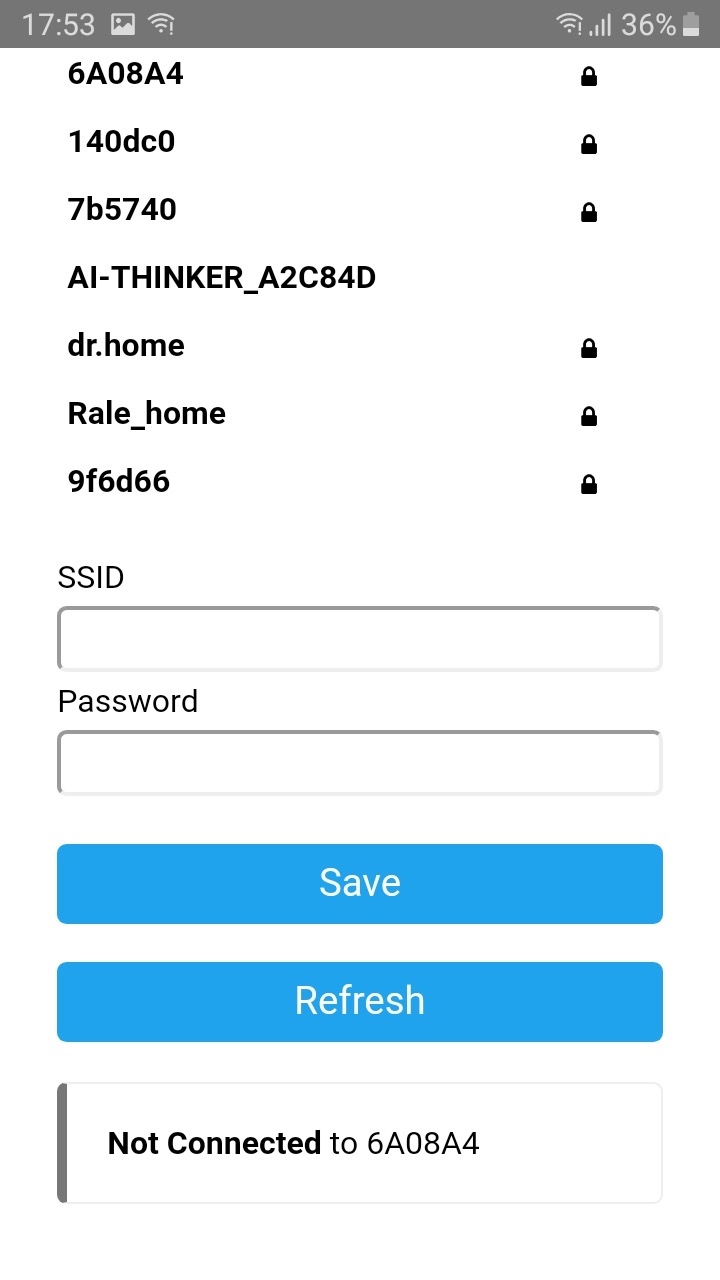 17:53 36%
6A08A4
140dc0
7b5740
AI-THINKER_A2C84D
dr.home
Rale_home
9f6d66
SSID
Password
Save
Refresh
Not Connected to 6A08A4